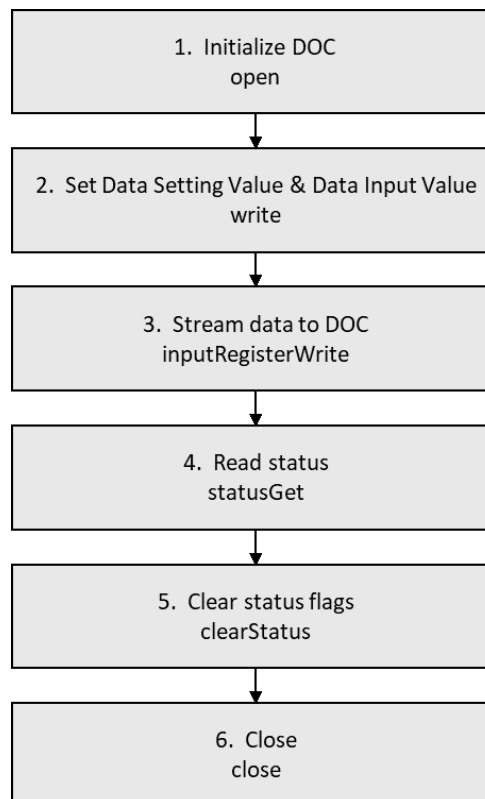 1. Initialize DOC
open
2. Set Data Setting Value & Data Input Value
write
3. Stream data to DOC
inputRegisterWrite
4. Read status
statusGet
5. Clear status flags
clearStatus
6. Close
close